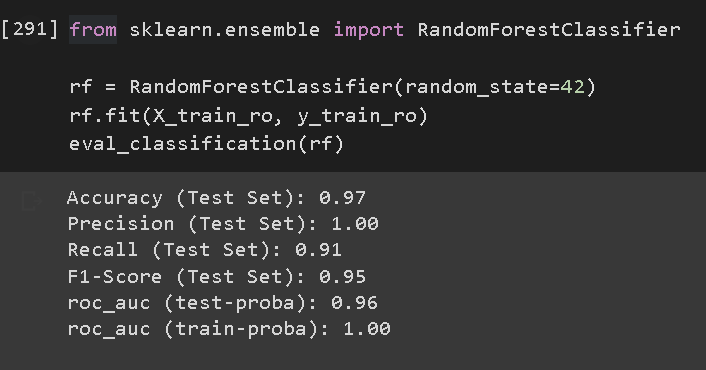 [291] from sklearn.ensemble import RandomForestClassifier
rf = RandomForestClassifier(random_state=42)
rf.fit(X_train_ro, y_train_ro)
eval_classification(rf)
Accuracy (Test Set): 0.97
Precision (Test Set): 1.00
Recall (Test Set): 0.91
F1-Score (Test Set): 0.95
roc_auc (test-proba): 0.96
roc_auc (train-proba): 1.00